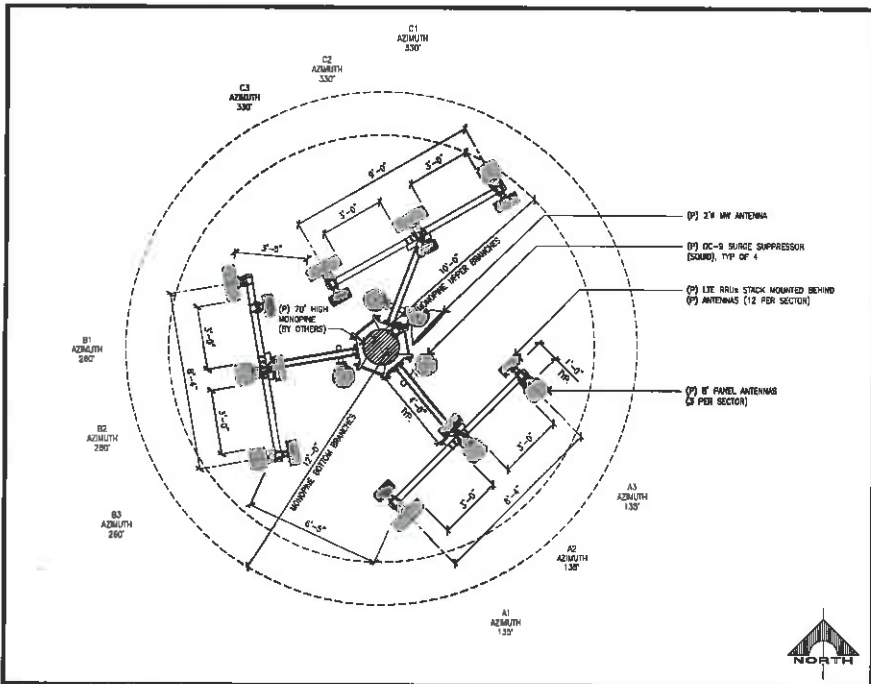 C1
AZIMUTH
330°
C2
AZIMUTH
330°
C3
AZIMUTH
330°
9'-0"
3'-0"
3'-0"
3'-0"
10'-0"
MONOPINE UPPER BRANCHES
(P) 2'∅ MW ANTENNA
(P) DC-9 SURGE SUPPRESSOR
(SQUID), TYP OF 4
(P) LTE RRUs STACK MOUNTED BEHIND
(P) ANTENNAS (12 PER SECTOR)
(P) 8' PANEL ANTENNAS
(3 PER SECTOR)
(P) 70' HIGH
MONOPINE
(BY OTHERS)
B1
AZIMUTH
260°
B2
AZIMUTH
260°
B3
AZIMUTH
260°
3'-0"
3'-0"
8'-4"
12'-0"
MONOPINE BOTTOM BRANCHES
TYP.
1'-0"
TYP.
3'-0"
3'-0"
8'-4"
6'-5"
A3
AZIMUTH
135°
A2
AZIMUTH
135°
A1
AZIMUTH
135°
NORTH